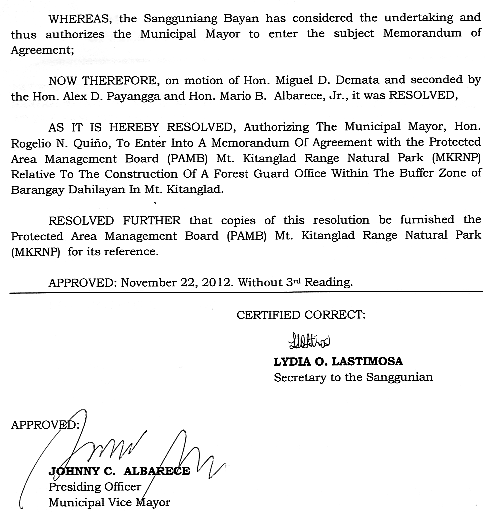 WHEREAS, the Sangguniang Bayan has considered the undertaking and
thus authorizes the Municipal Mayor to enter the subject Memorandum of
Agreement;
NOW THEREFORE, on motion of Hon. Miguel D. Demata and seconded by
the Hon. Alex D. Payangga and Hon. Mario B. Albarece, Jr., it was RESOLVED,
AS IT IS HEREBY RESOLVED, Authorizing The Municipal Mayor, Hon.
Rogelio N. Quiño, To Enter Into A Memorandum Of Agreement with the Protected
Area Management Board (PAMB) Mt. Kitanglad Range Natural Park (MKRNP)
Relative To The Construction Of A Forest Guard Office Within The Buffer Zone of
Barangay Dahilayan In Mt. Kitanglad.
RESOLVED FURTHER that copies of this resolution be furnished the
Protected Area Management Board (PAMB) Mt. Kitanglad Range Natural Park
(MKRNP) for its reference.
APPROVED: November 22, 2012. Without 3rd Reading.
CERTIFIED CORRECT:
LYDIA O. LASTIMOSA
Secretary to the Sanggunian
APPROVED:
JOHNNY C. ALBARECE
Presiding Officer
Municipal Vice Mayor